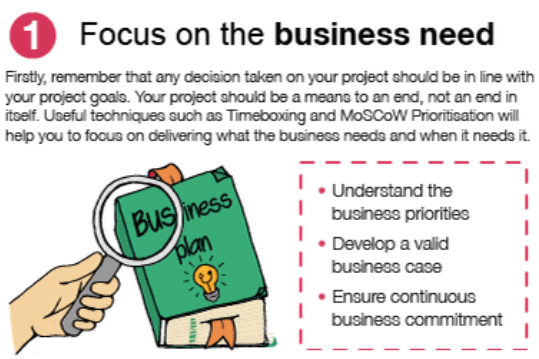 1 Focus on the business need
Firstly, remember that any decision taken on your project should be in line with
your project goals. Your project should be a means to an end, not an end in
itself. Useful techniques such as Timeboxing and MoSCoW Prioritisation will
help you to focus on delivering what the business needs and when it needs it.
Business
plan
• Understand the
business priorities
• Develop a valid
business case
• Ensure continuous
business commitment